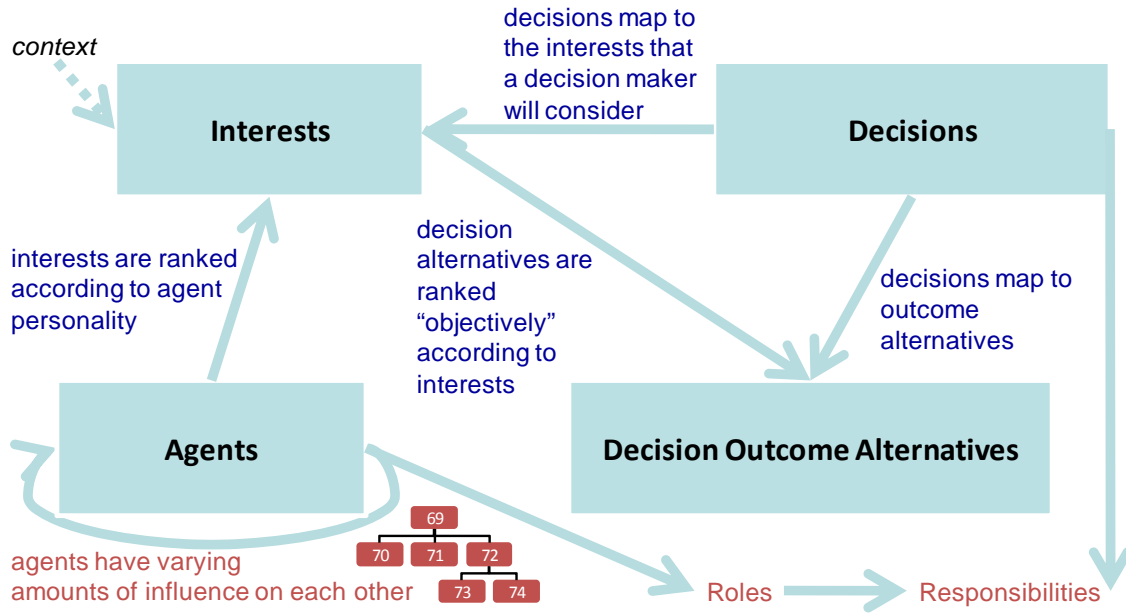 context
decisions map to
the interests that
a decision maker
will consider
Interests
Decisions
interests are ranked
according to agent
personality
decision
alternatives are
ranked
“objectively”
according to
interests
decisions map to
outcome
alternatives
Agents
Decision Outcome Alternatives
agents have varying
amounts of influence on each other
69
70 71 72
73 74
Roles
Responsibilities